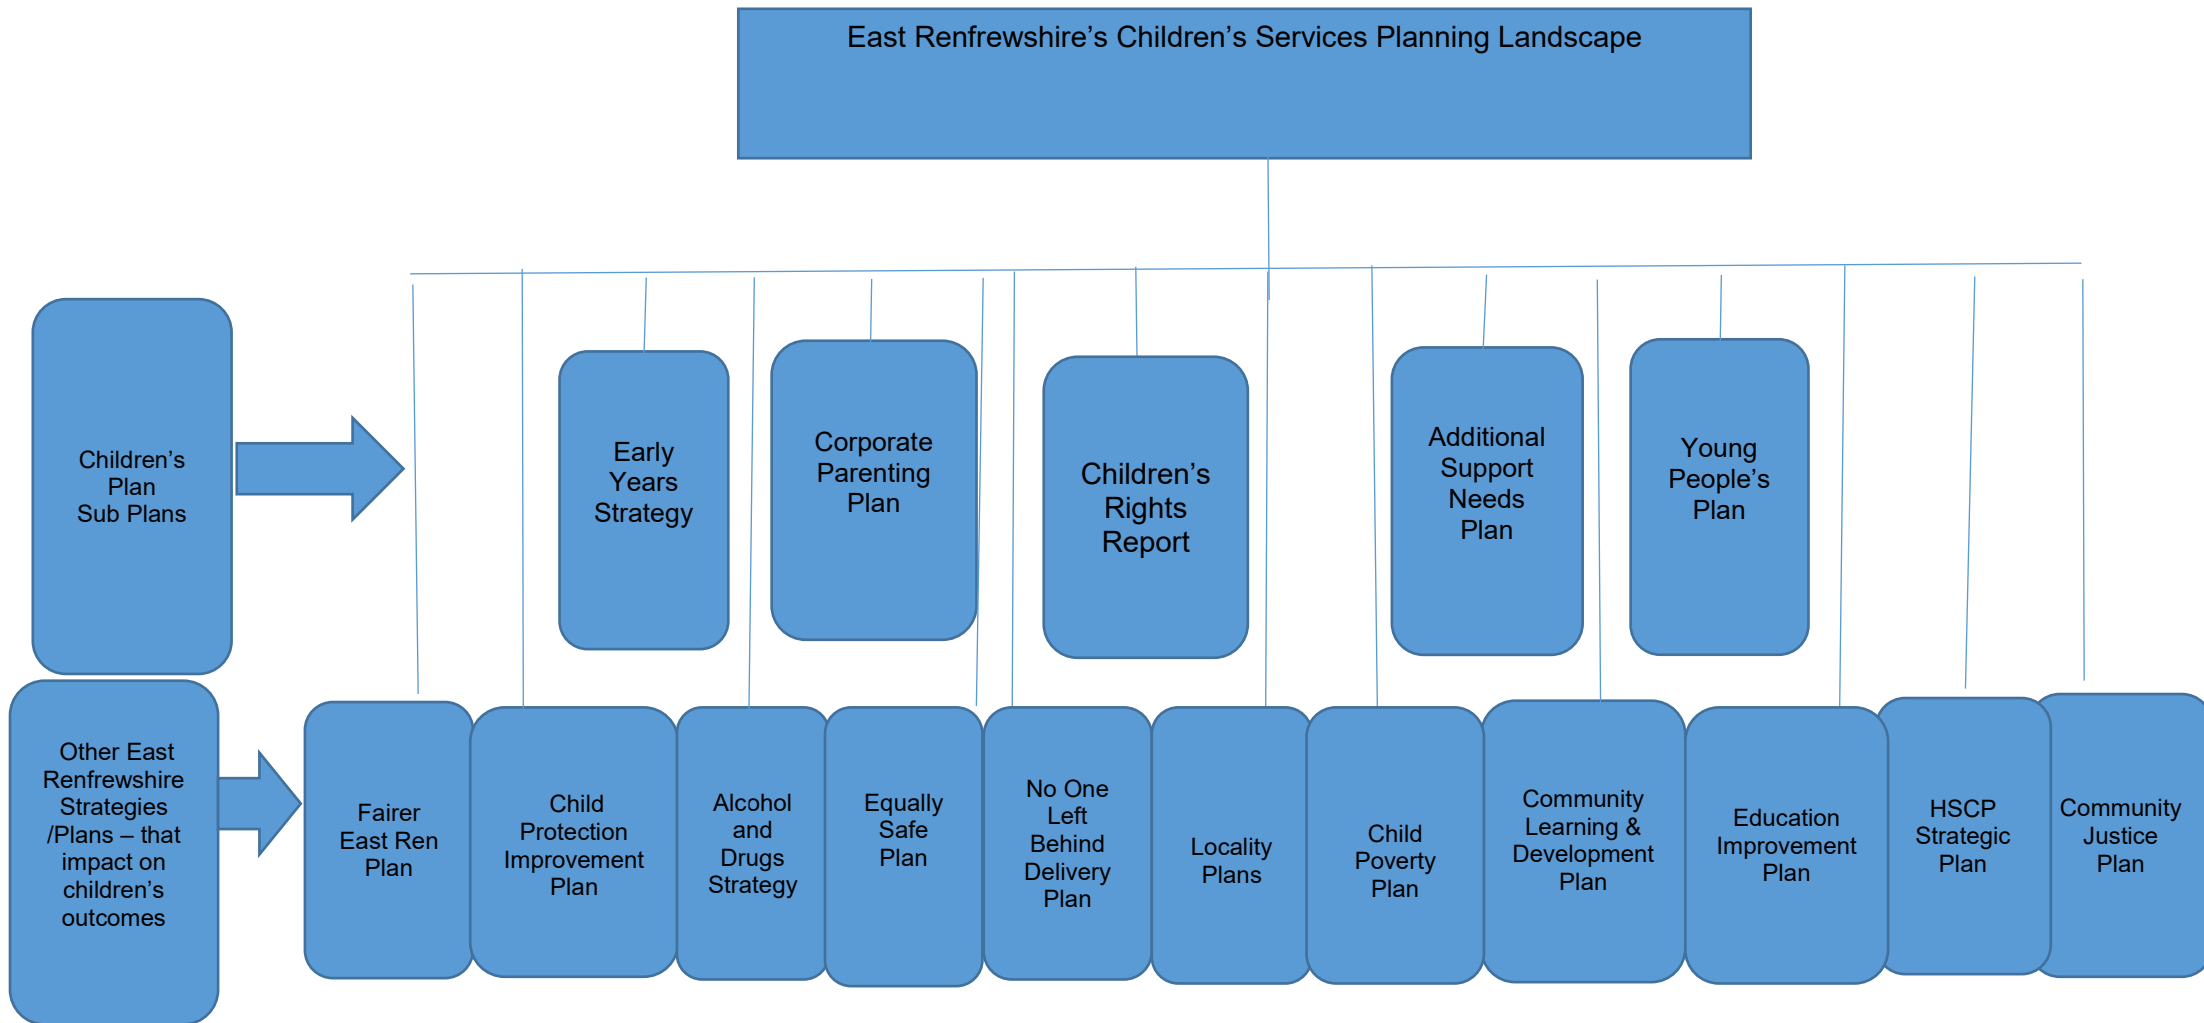 East Renfrewshire’s Children’s Services Planning Landscape
Children’s
Plan
Sub Plans
Early
Years
Strategy
Corporate
Parenting
Plan
Children’s
Rights
Report
Additional
Support
Needs
Plan
Young
People’s
Plan
Other East
Renfrewshire
Strategies
/Plans – that
impact on
children’s
outcomes
Fairer
East Ren
Plan
Child
Protection
Improvement
Plan
Alcohol
and
Drugs
Strategy
Equally
Safe
Plan
No One
Left
Behind
Delivery
Plan
Locality
Plans
Child
Poverty
Plan
Community
Learning &
Development
Plan
Education
Improvement
Plan
HSCP
Strategic
Plan
Community
Justice
Plan